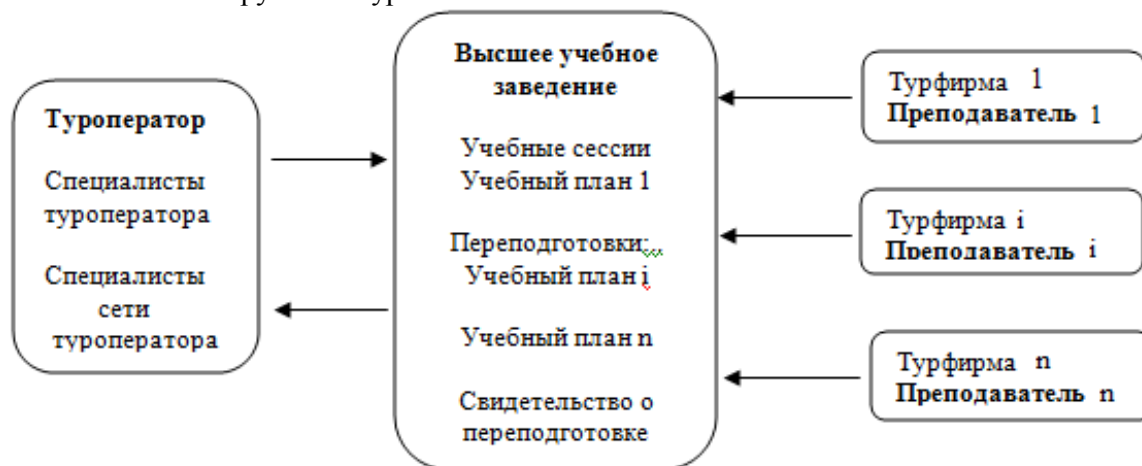 Туроператор
Специалисты
туроператора
Специалисты
сети
туроператора
Высшее учебное
заведение
Учебные сессии
Учебный план 1
Переподготовки:..
Учебный план i
Учебный план n
Свидетельство о
переподготовке
Турфирма 1
Преподаватель 1
Турфирма i
Преподаватель i
Турфирма n
Преподаватель n